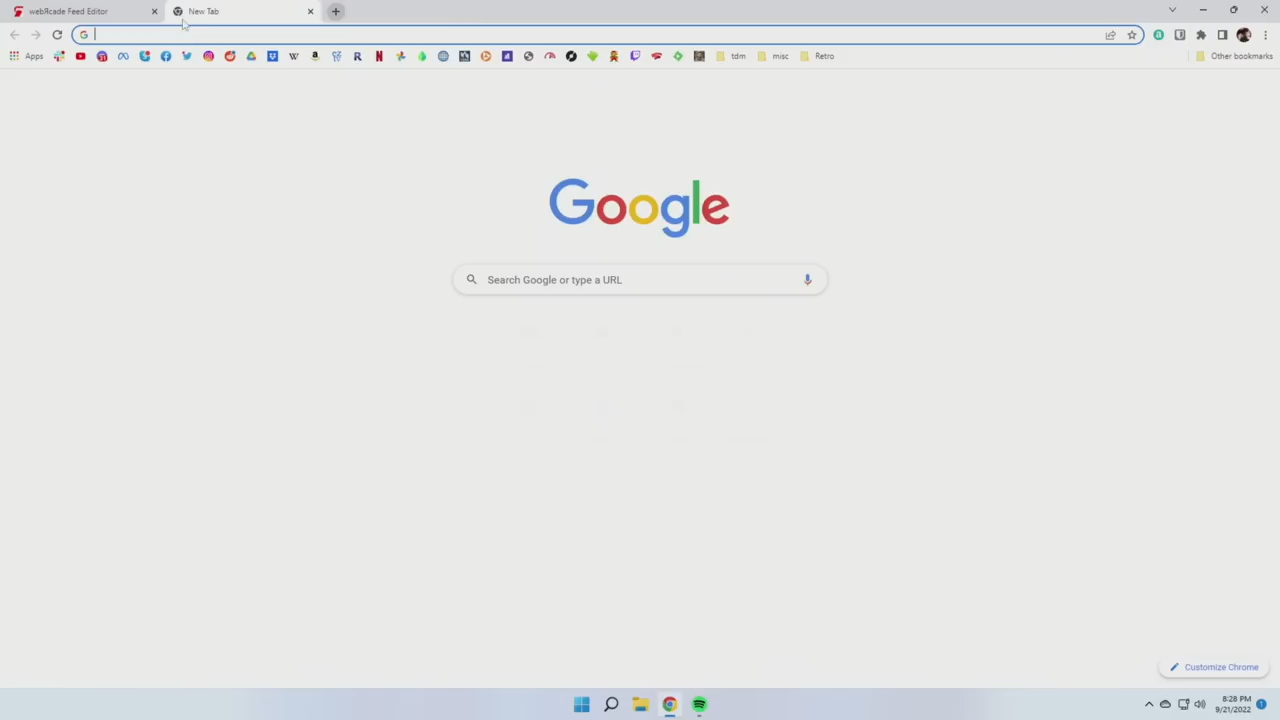 webЯcade Feed Editor
New Tab
Apps
tdm
misc
Retro
Other bookmarks
Google
Search Google or type a URL
Customize Chrome
8:28 PM
9/21/2022